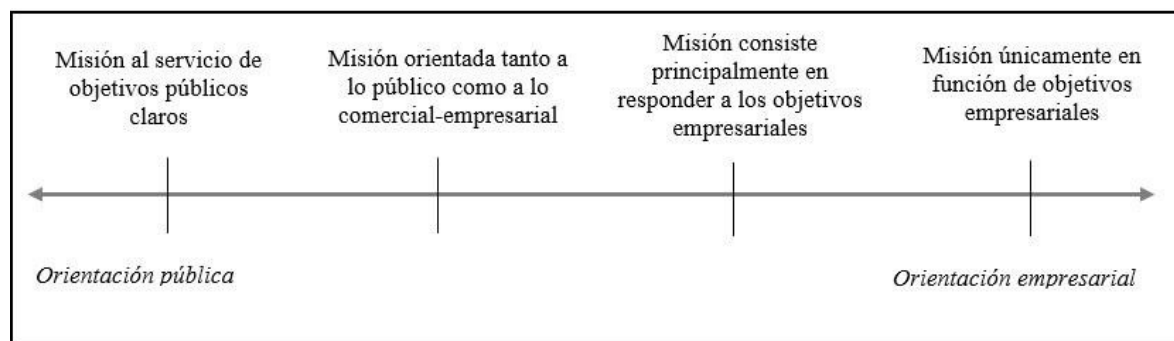 Misión al servicio de
objetivos públicos
claros
Misión orientada tanto a
lo público como a lo
comercial-empresarial
Misión consiste
principalmente en
responder a los objetivos
empresariales
Misión únicamente en
función de objetivos
empresariales
Orientación pública
Orientación empresarial